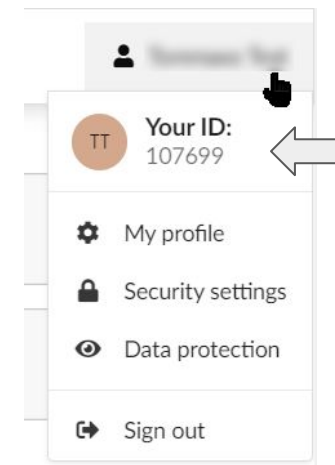 TT
Your ID:
107699
My profile
Security settings
Data protection
Sign out